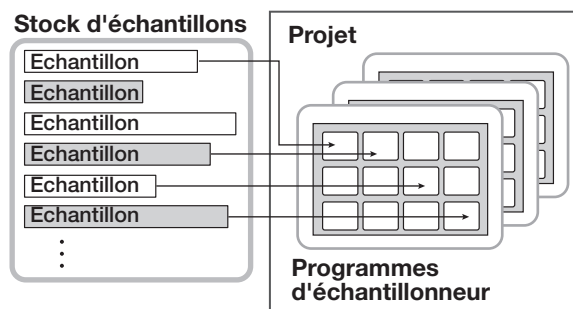 Stock d'échantillons
Echantillon
Echantillon
Echantillon
Echantillon
Echantillon
Echantillon
Projet
Programmes
d'échantillonneur